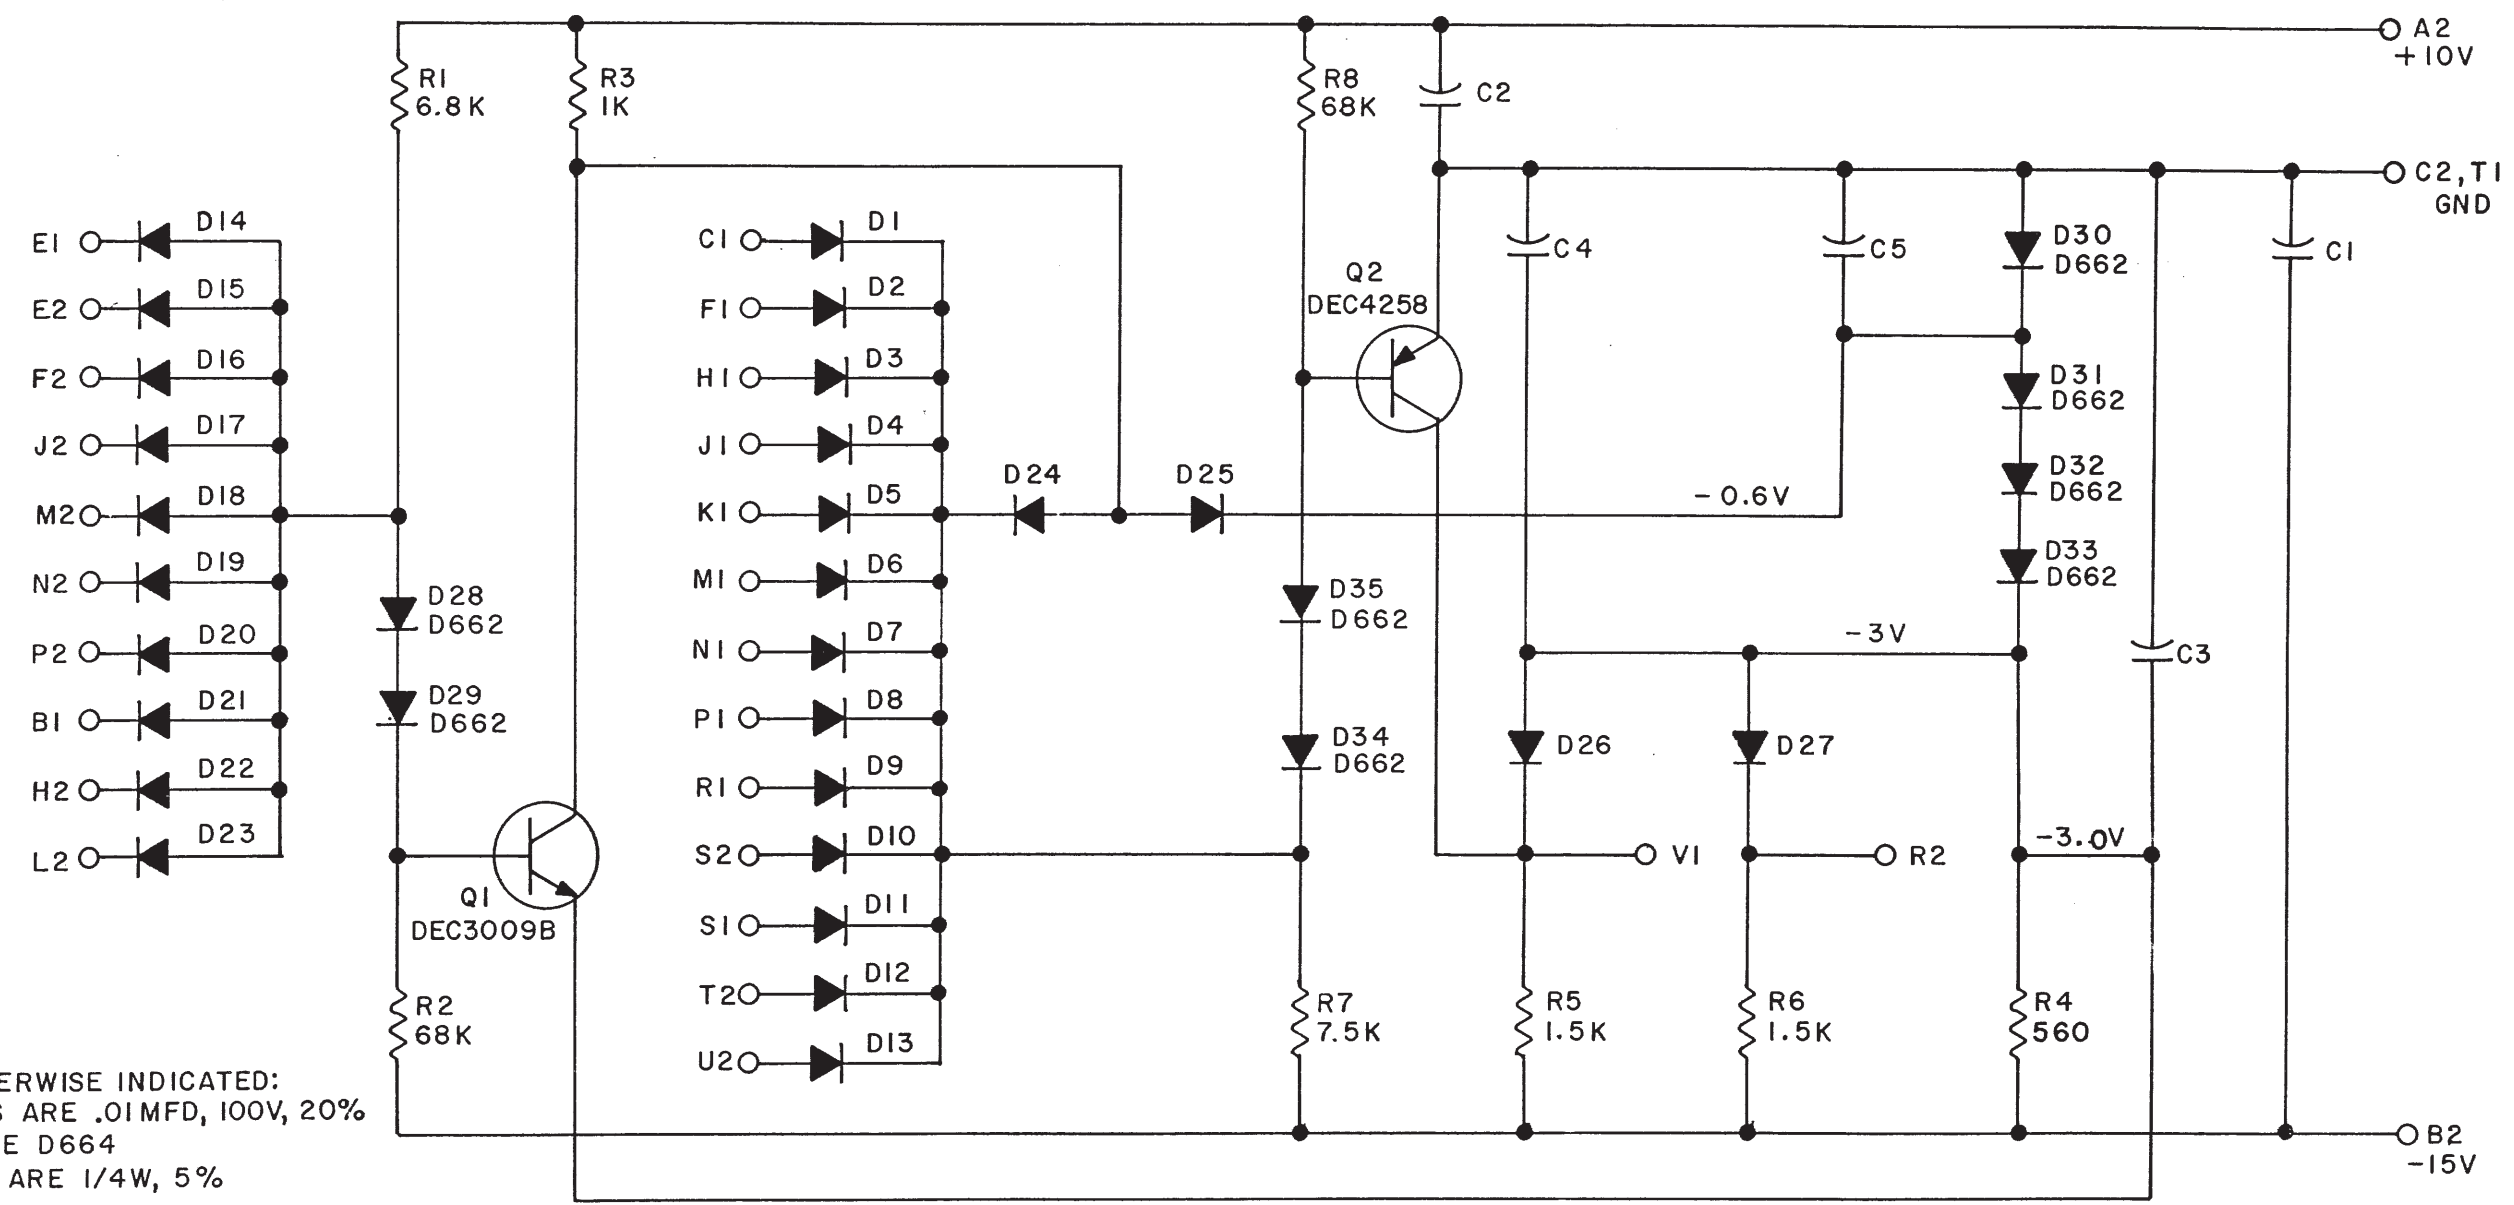 A2
+10V
R1
6.8K
R3
1K
R8
68K
C2
C2,T1
GND
E1
D14
E2
D15
F2
D16
J2
D17
M2
D18
N2
D19
P2
D20
B1
D21
H2
D22
L2
D23
D28
D662
D29
D662
Q1
DEC3009B
R2
68K
C1
D1
F1
D2
H1
D3
J1
D4
K1
D5
M1
D6
N1
D7
P1
D8
R1
D9
S2
D10
S1
D11
T2
D12
U2
D13
D24
D25
Q2
DEC4258
D35
D662
D34
D662
R7
7.5K
C4
C5
D30
D662
D31
D662
D32
D662
D33
D662
C1
-0.6V
-3V
C3
D26
D27
V1
R2
-3.0V
R5
1.5K
R6
1.5K
R4
560
B2
-15V
ERWISE INDICATED:
S ARE .01MFD, 100V, 20%
E D664
ARE 1/4W, 5%